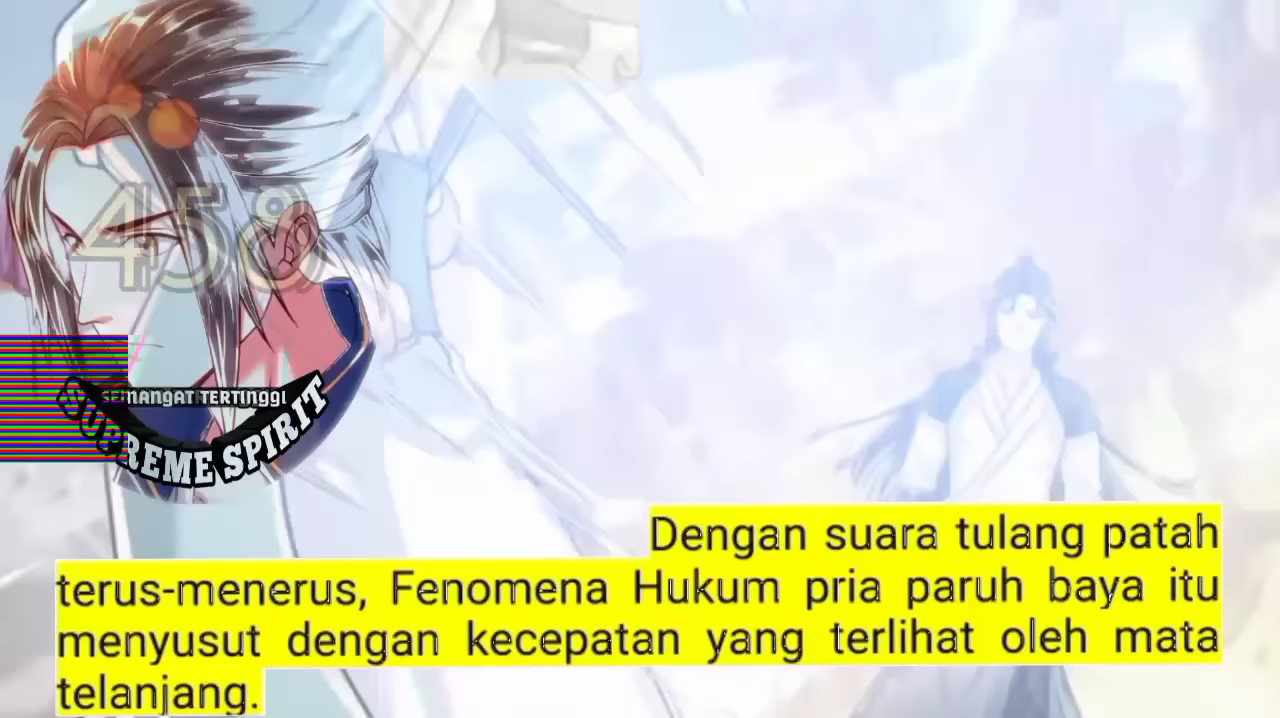 458
SEMANGAT TERTINGGI
SUPREME SPIRIT
Dengan suara tulang patah
terus-menerus, Fenomena Hukum pria paruh baya itu
menyusut dengan kecepatan yang terlihat oleh mata
telanjang.